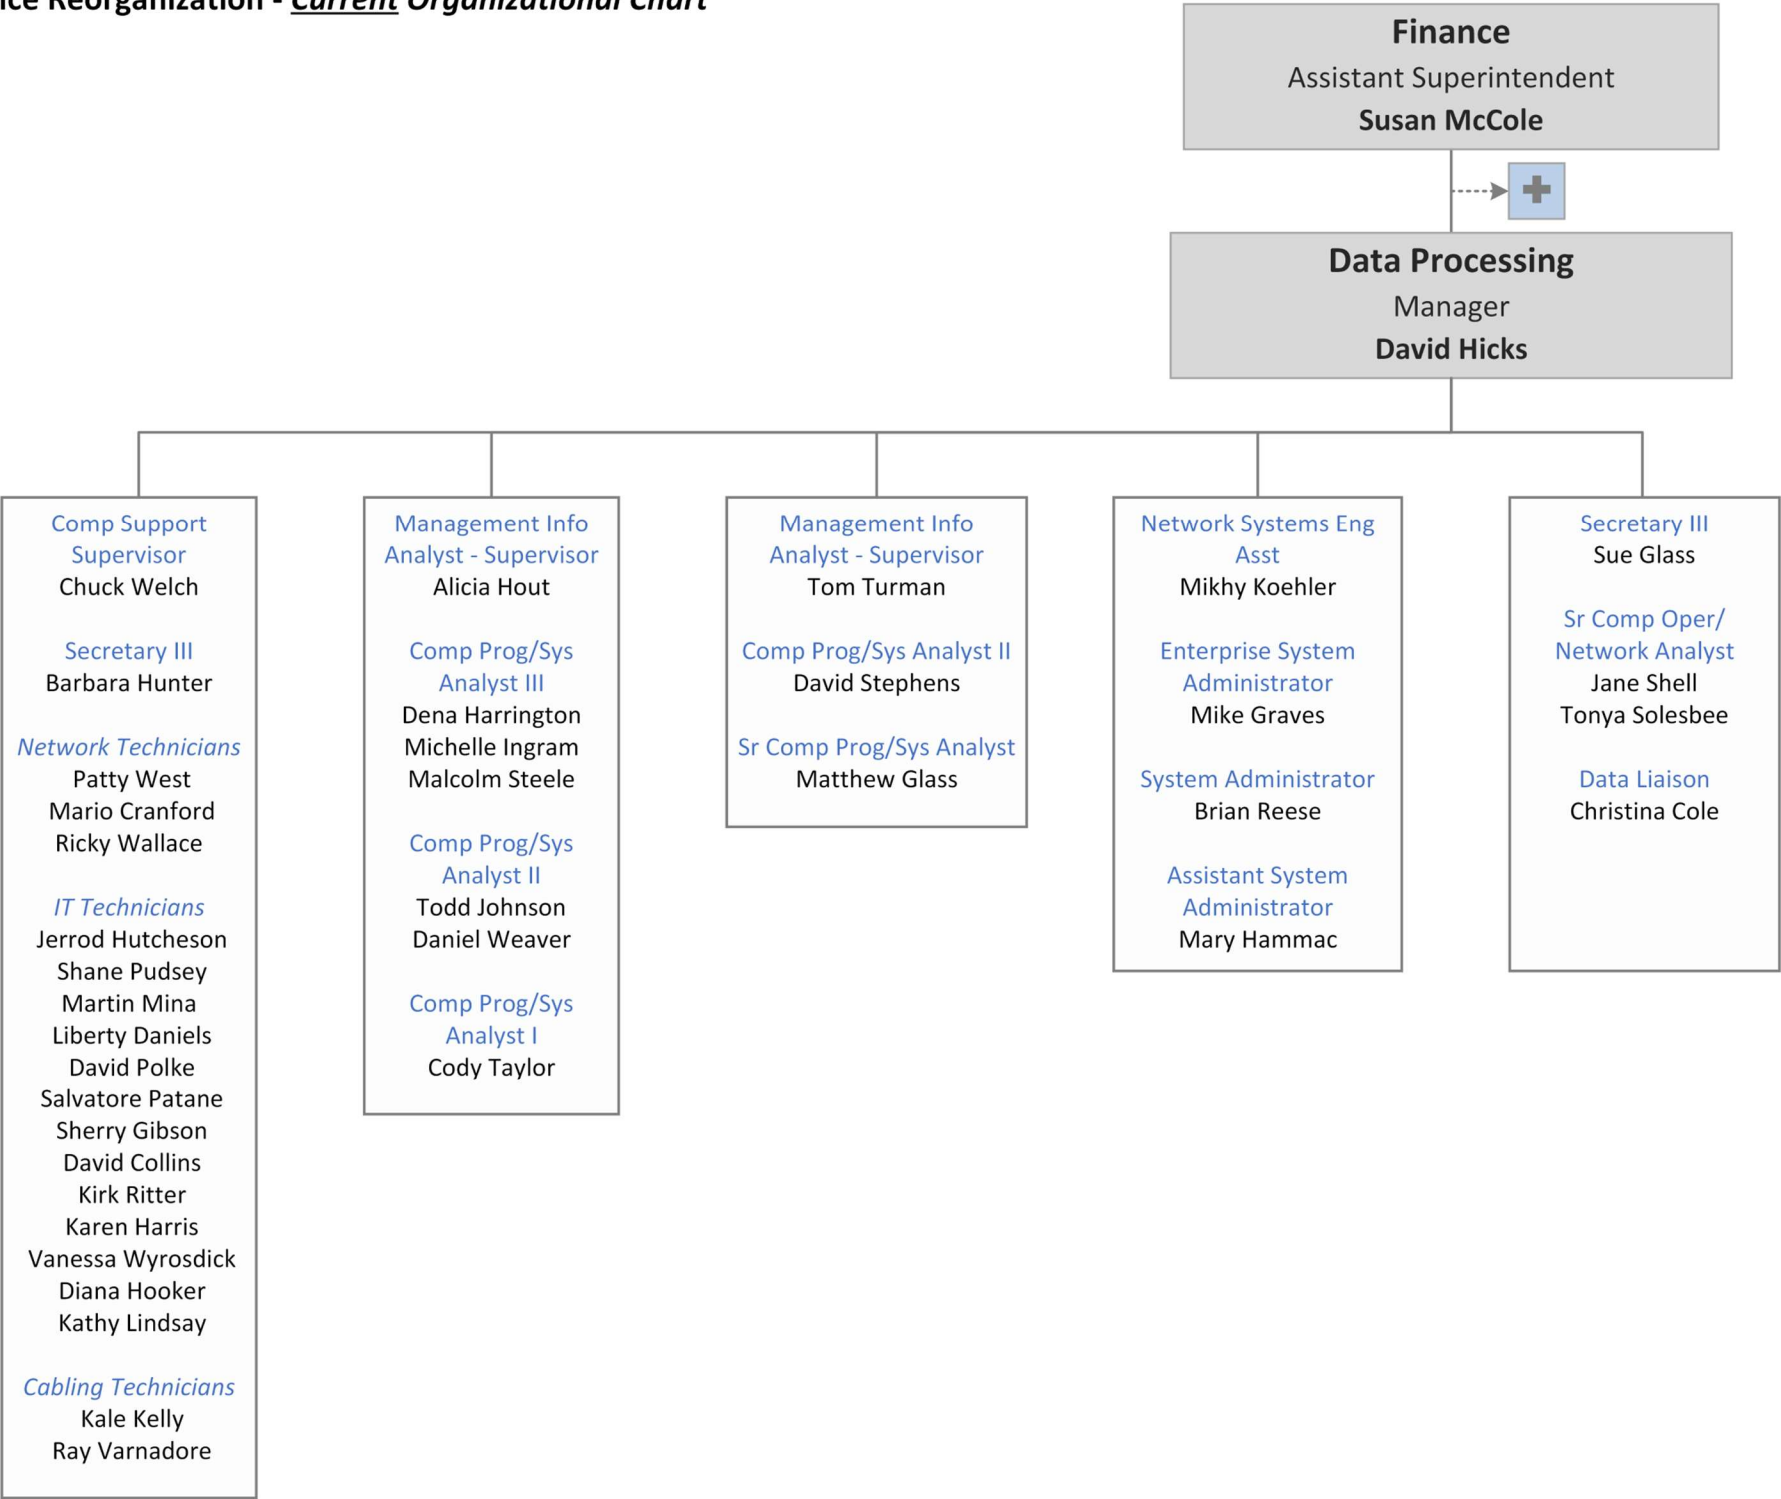 Reorganization - Current Organizational Chart
Finance
Assistant Superintendent
Susan McCole
Data Processing
Manager
David Hicks
Comp Support
Supervisor
Chuck Welch
Secretary III
Barbara Hunter
Network Technicians
Patty West
Mario Cranford
Ricky Wallace
IT Technicians
Jerrod Hutcheson
Shane Pudsey
Martin Mina
Liberty Daniels
David Polke
Salvatore Patane
Sherry Gibson
David Collins
Kirk Ritter
Karen Harris
Vanessa Wyrosdick
Diana Hooker
Kathy Lindsay
Cabling Technicians
Kale Kelly
Ray Varnadore
Management Info
Analyst - Supervisor
Alicia Hout
Comp Prog/Sys
Analyst III
Dena Harrington
Michelle Ingram
Malcolm Steele
Comp Prog/Sys
Analyst II
Todd Johnson
Daniel Weaver
Comp Prog/Sys
Analyst I
Cody Taylor
Management Info
Analyst - Supervisor
Tom Turman
Comp Prog/Sys Analyst II
David Stephens
Sr Comp Prog/Sys Analyst
Matthew Glass
Network Systems Eng
Asst
Mikhy Koehler
Enterprise System
Administrator
Mike Graves
System Administrator
Brian Reese
Assistant System
Administrator
Mary Hammac
Secretary III
Sue Glass
Sr Comp Oper/
Network Analyst
Jane Shell
Tonya Solesbee
Data Liaison
Christina Cole